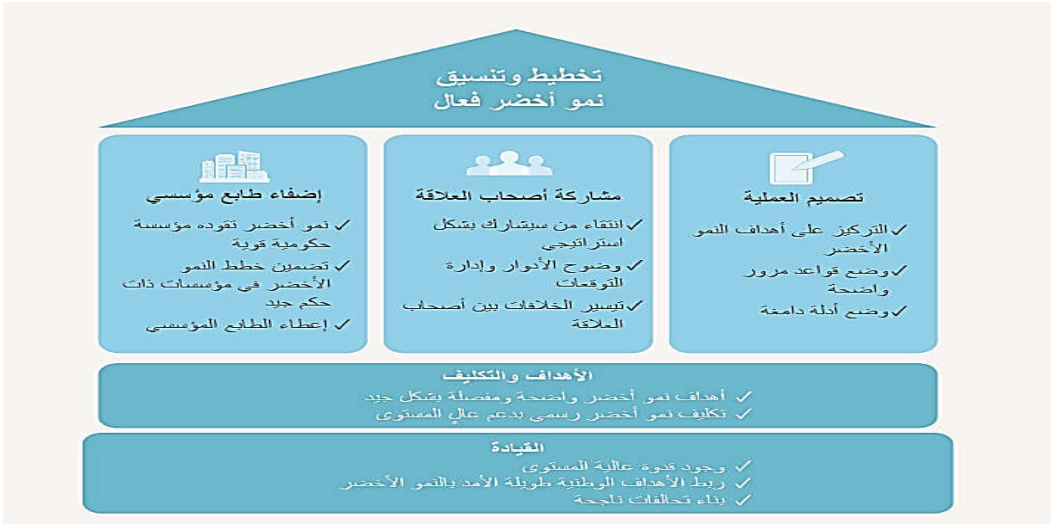 تخطيط وتنسيق
نمو أخضر فعال
تصميم العملية
✓ التركيز على أهداف النمو
الأخضر
✓ وضع قواعد مرور
واضحة
✓ وضع أدلة دامغة
مشاركة أصحاب العلاقة
✓ انتقاء من سيشارك بشكل
استراتيجي
✓ وضوح الأدوار وإدارة
التوقعات
✓ تيسير الخلافات بين أصحاب
العلاقة
إضفاء طابع مؤسسي
✓ نمو أخضر تقوده مؤسسة
حكومية قوية
✓ تضمين خطط النمو
الأخضر في مؤسسات ذات
حكم جيد
✓ إعطاء الطابع المؤسسي
الأهداف والتكليف
✓ أهداف نمو أخضر واضحة ومفصلة بشكل جيد
✓ تكليف نمو أخضر رسمي بدعم عالٍ المستوى
القيادة
✓ وجود قدوة عالية المستوى
✓ ربط الأهداف الوطنية طويلة الأمد بالنمو الأخضر
✓ بناء تحالفات ناجحة